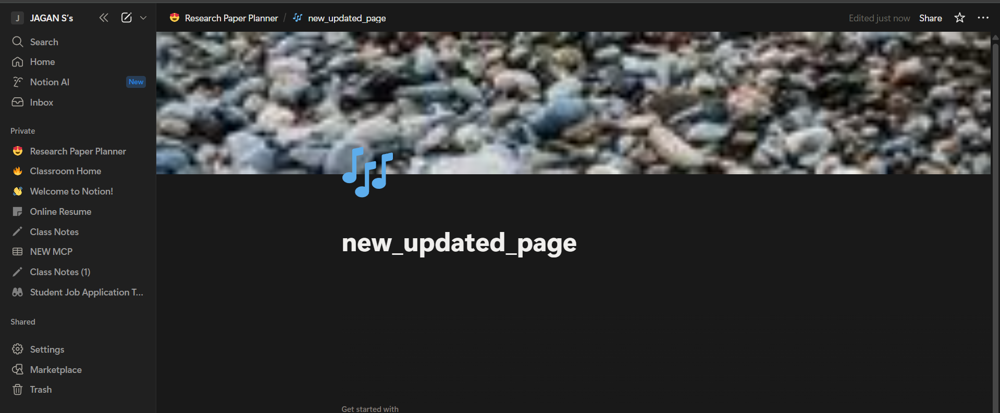 J JAGAN S's
Search
Home
Notion AI New
Inbox
Private
Research Paper Planner
Classroom Home
Welcome to Notion!
Online Resume
Class Notes
NEW MCP
Class Notes (1)
Student Job Application T...
Shared
Settings
Marketplace
Trash
Research Paper Planner / new_updated_page
Edited just now Share
new_updated_page
Get started with